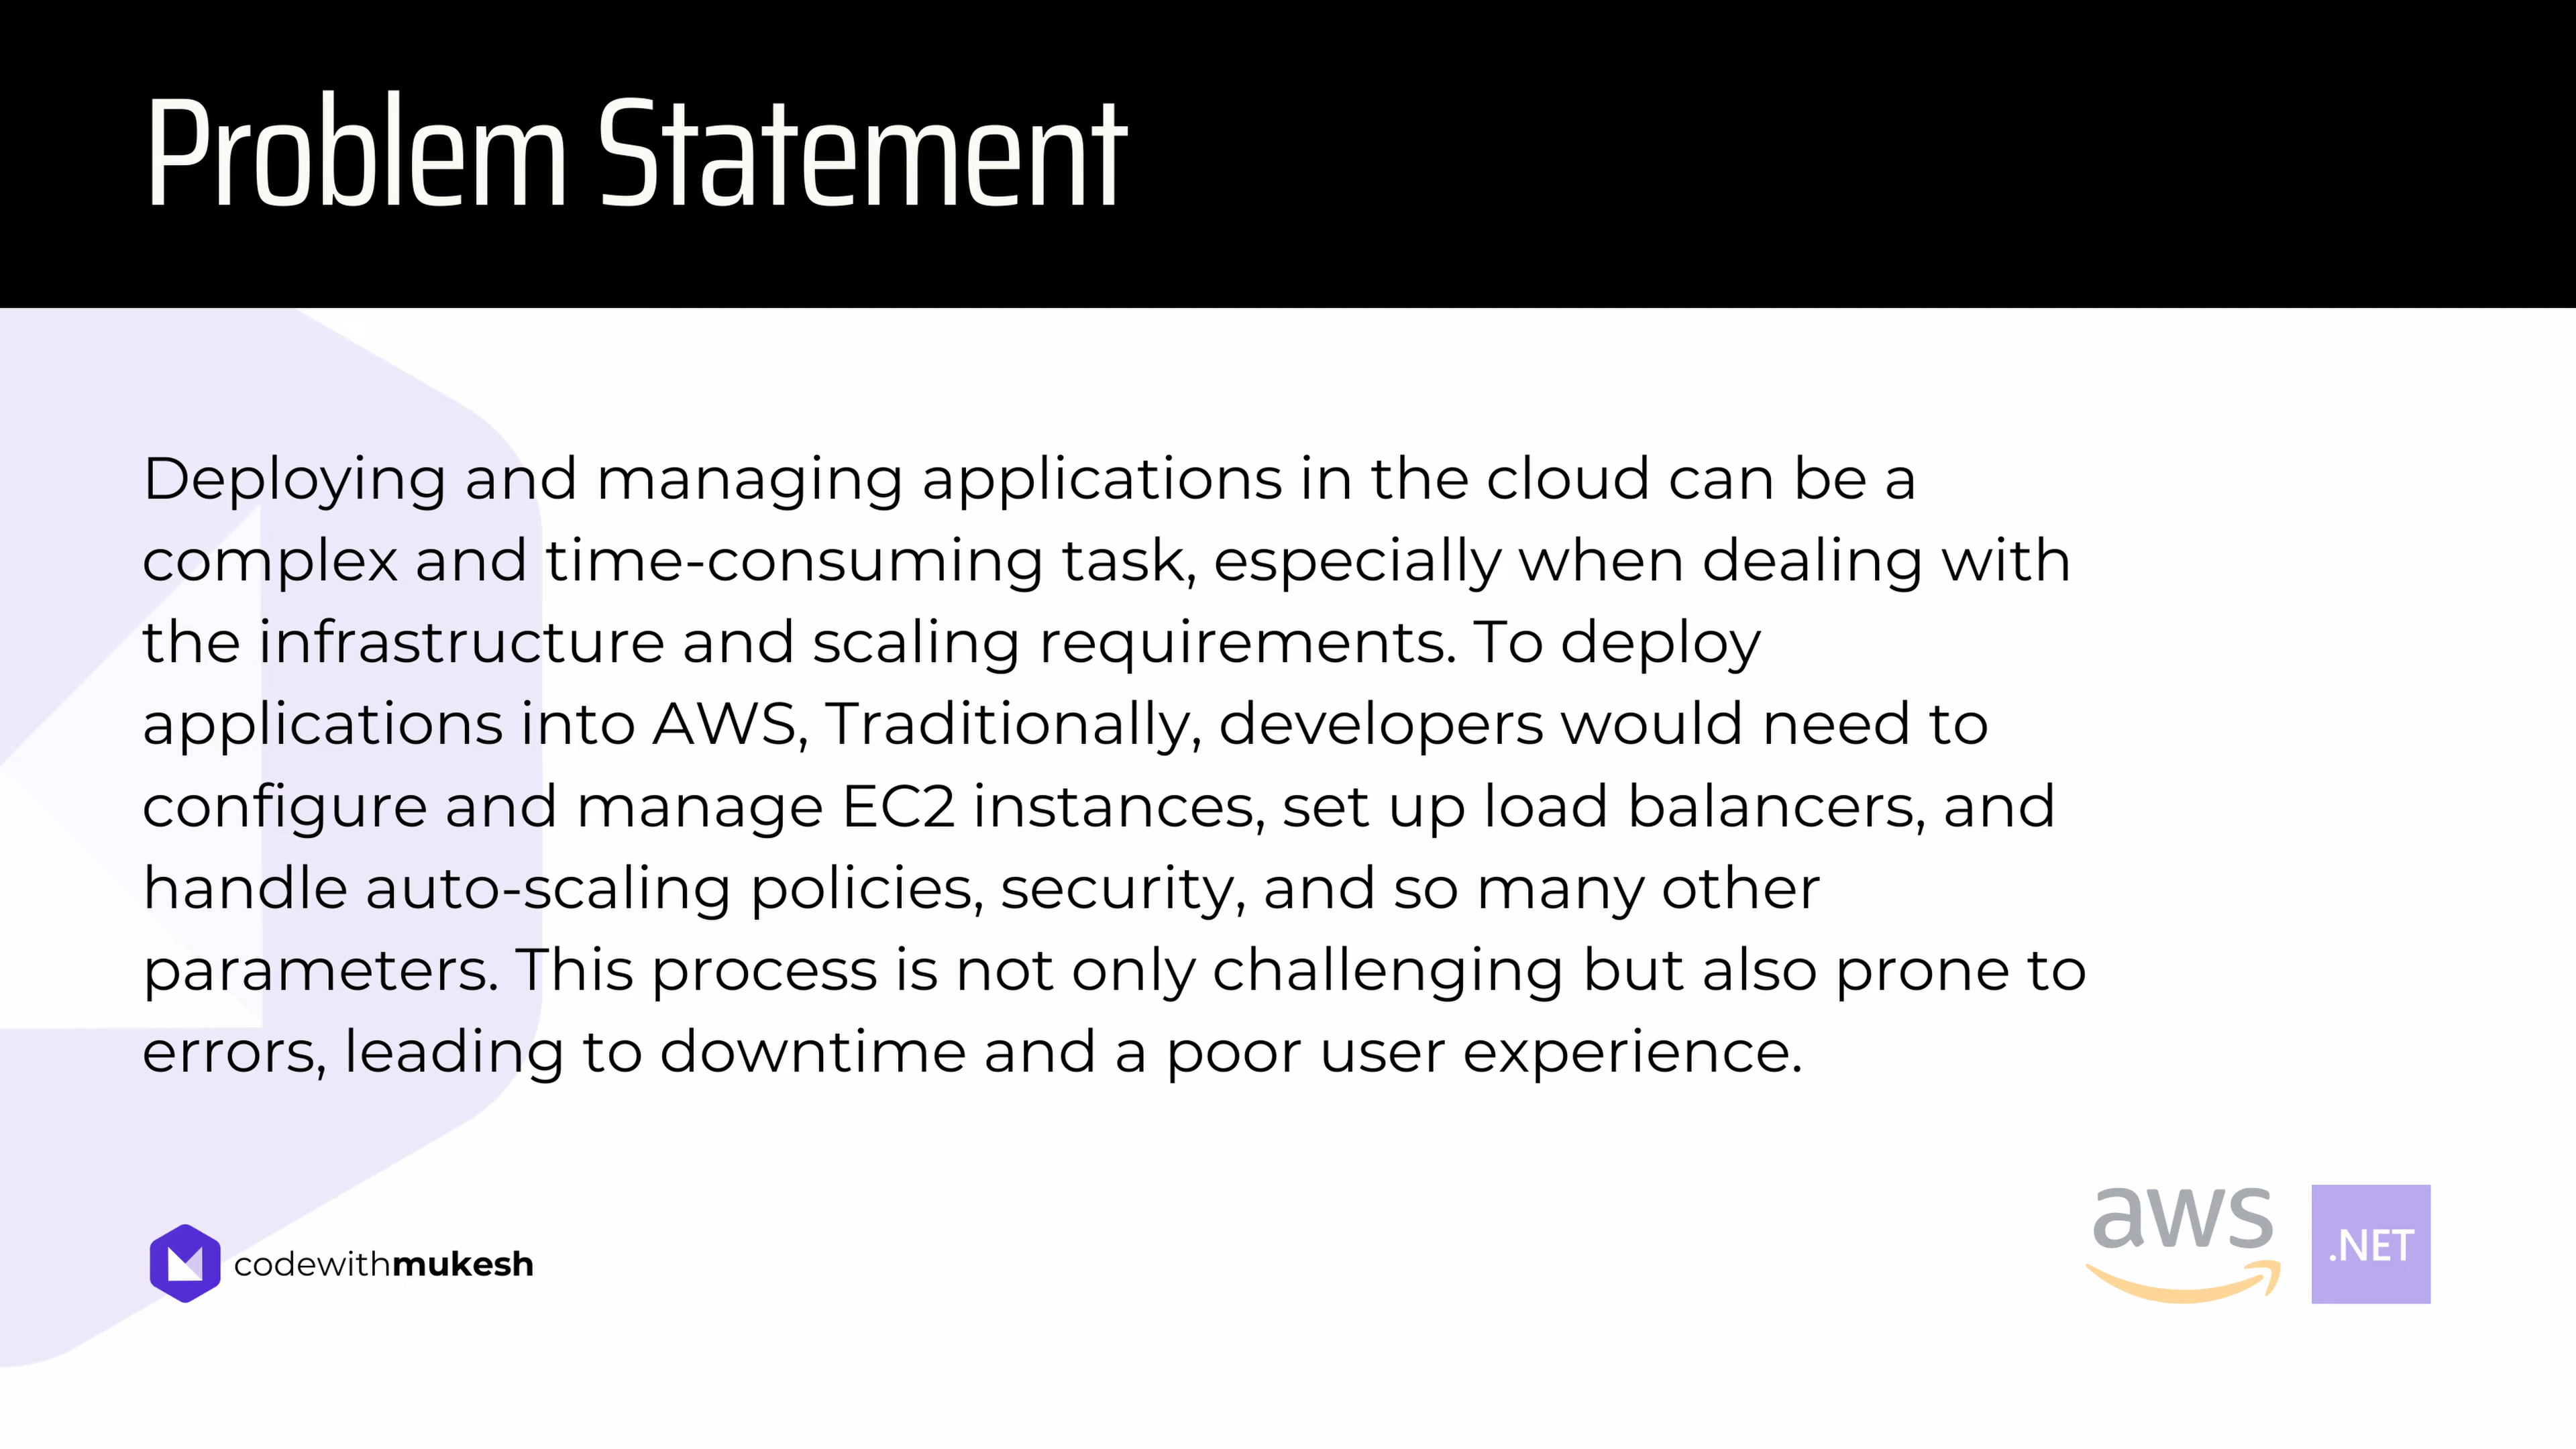 Problem Statement
Deploying and managing applications in the cloud can be a
complex and time-consuming task, especially when dealing with
the infrastructure and scaling requirements. To deploy
applications into AWS, Traditionally, developers would need to
configure and manage EC2 instances, set up load balancers, and
handle auto-scaling policies, security, and so many other
parameters. This process is not only challenging but also prone to
errors, leading to downtime and a poor user experience.
codewithmukesh
aws
.NET